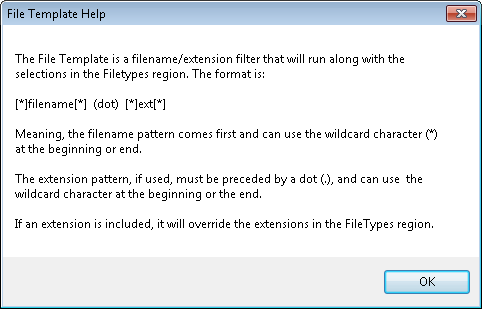 File Template Help
The File Template is a filename/extension filter that will run along with the
selections in the Filetypes region. The format is:
[*]filename[*] (dot) [*]ext[*]
Meaning, the filename pattern comes first and can use the wildcard character (*)
at the beginning or end.
The extension pattern, if used, must be preceded by a dot (.), and can use  the
wildcard character at the beginning or the end.
If an extension is included, it will override the extensions in the FileTypes region.
OK